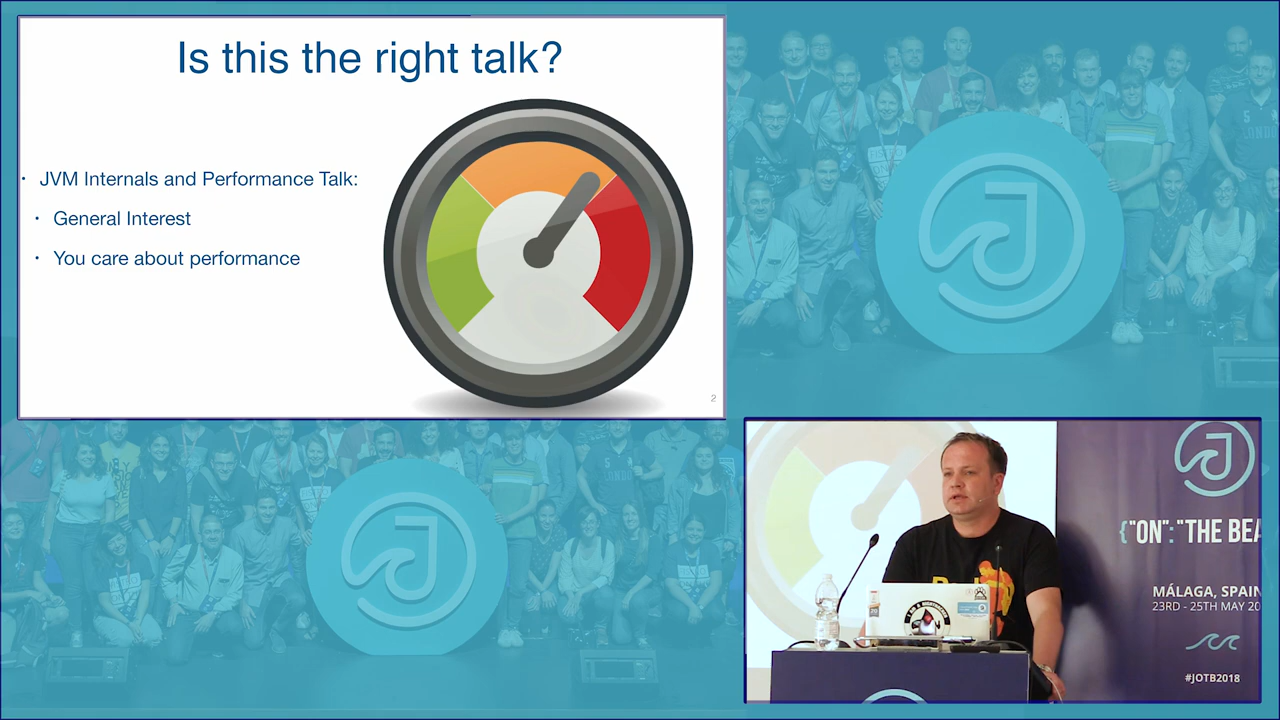 Is this the right talk?
• JVM Internals and Performance Talk:
• General Interest
• You care about performance
2
{"ON":"THE BEA
MÁLAGA, SPAIN
23RD - 25TH MAY 20
#JOTB2018